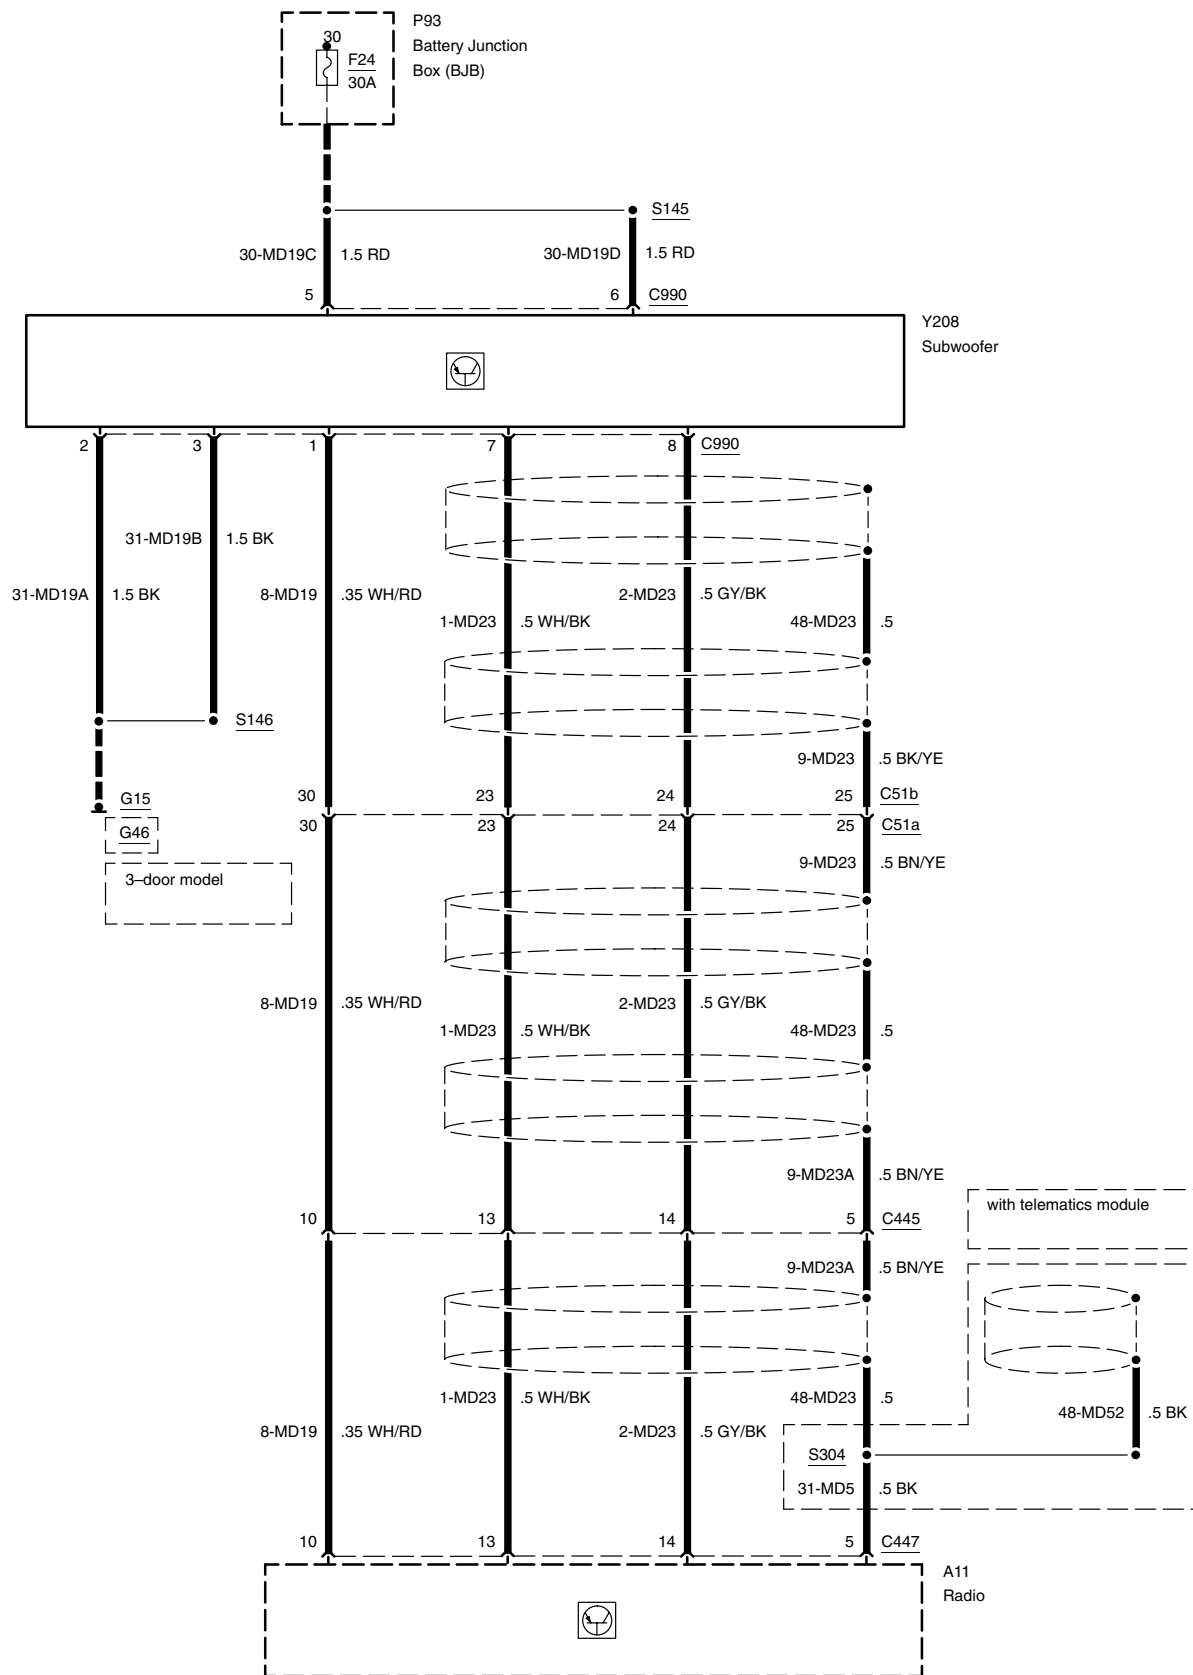 P93
Battery Junction
Box (BJB)
30
F24
30A
S145
30-MD19C 1.5 RD 30-MD19D 1.5 RD
5 6 C990
Y208
Subwoofer
2 3 1 7 8 C990
31-MD19B 1.5 BK
31-MD19A 1.5 BK 8-MD19 .35 WH/RD 2-MD23 .5 GY/BK
1-MD23 .5 WH/BK 48-MD23 .5
S146
9-MD23 .5 BK/YE
30 23 24 25 C51b
G15
30 23 24 25 C51a
G46
9-MD23 .5 BN/YE
3–door model
8-MD19 .35 WH/RD 2-MD23 .5 GY/BK
1-MD23 .5 WH/BK 48-MD23 .5
9-MD23A .5 BN/YE
with telematics module
10 13 14 5 C445
9-MD23A .5 BN/YE
1-MD23 .5 WH/BK 48-MD23 .5
48-MD52 .5 BK
8-MD19 .35 WH/RD 2-MD23 .5 GY/BK
S304
31-MD5 .5 BK
10 13 14 5 C447
A11
Radio